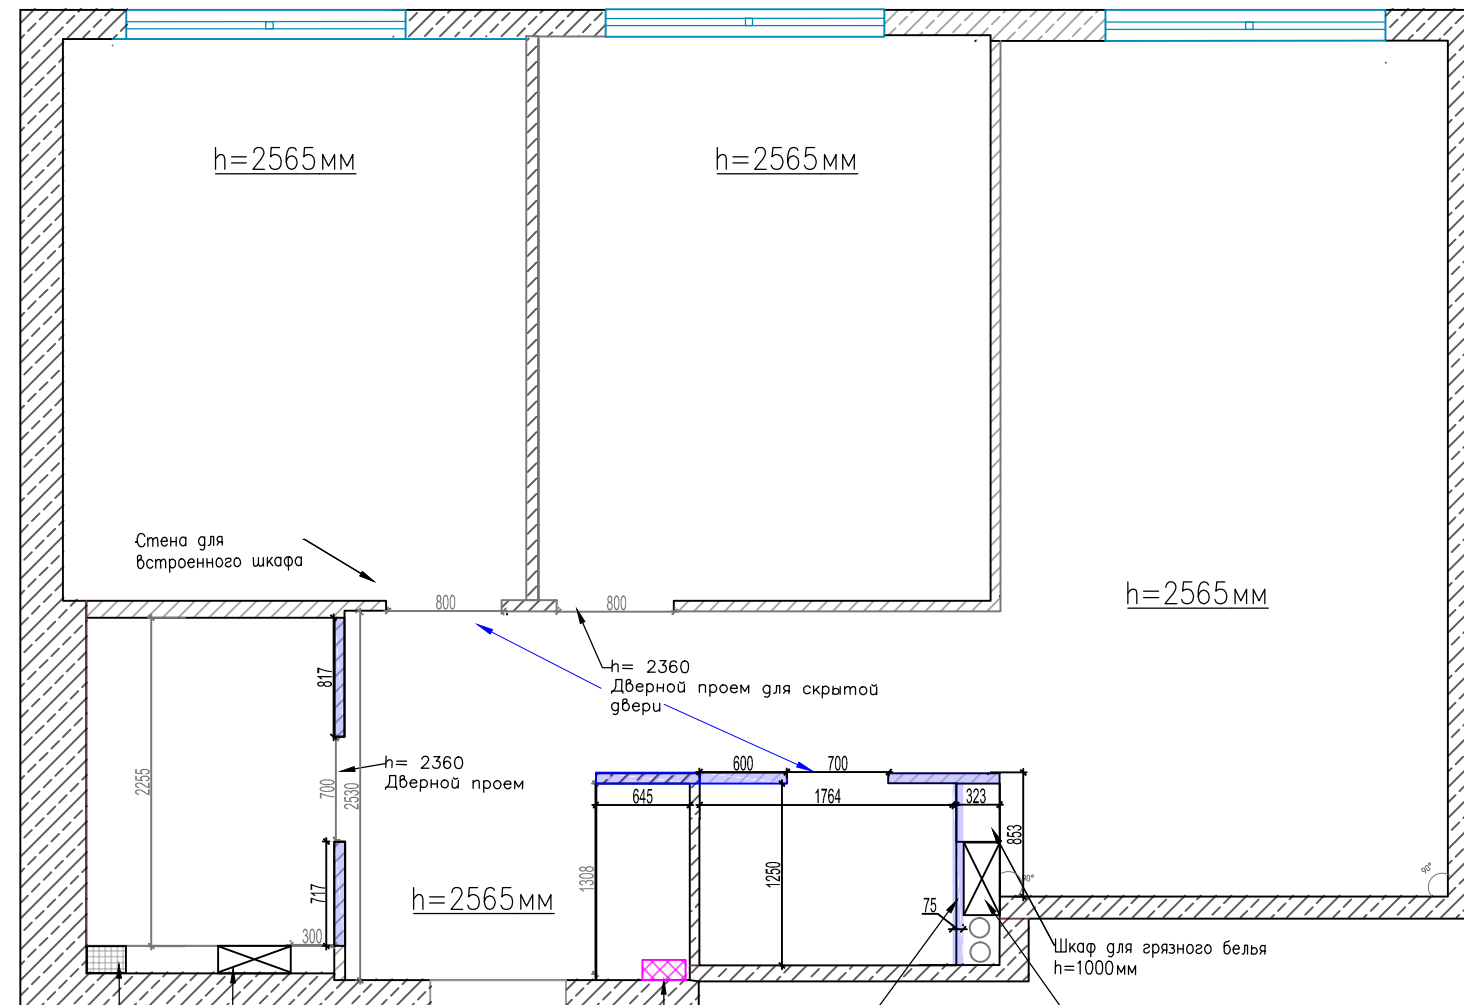 h=2565мм
h=2565мм
Стена для
встроенного шкафа
h=2565мм
800
800
h= 2360
Дверной проем для скрытой
двери
817
h= 2360
Дверной проем
600
700
2255
700
2530
645
1764
323
853
1308
1250
90°
90°
717
h=2565мм
75
300
Шкаф для грязного белья
h=1000мм